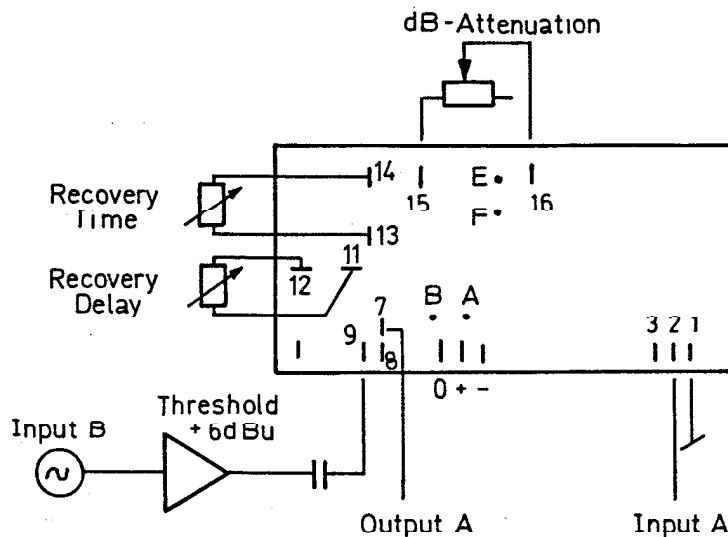 dB-Attenuation
14
E.
15
F.
16
Recovery
Time
13
11
12
Recovery
Delay
B A
7
9
8
3 2 1
0 + -
Threshold
+6dBu
Input B
~
Output A
Input A